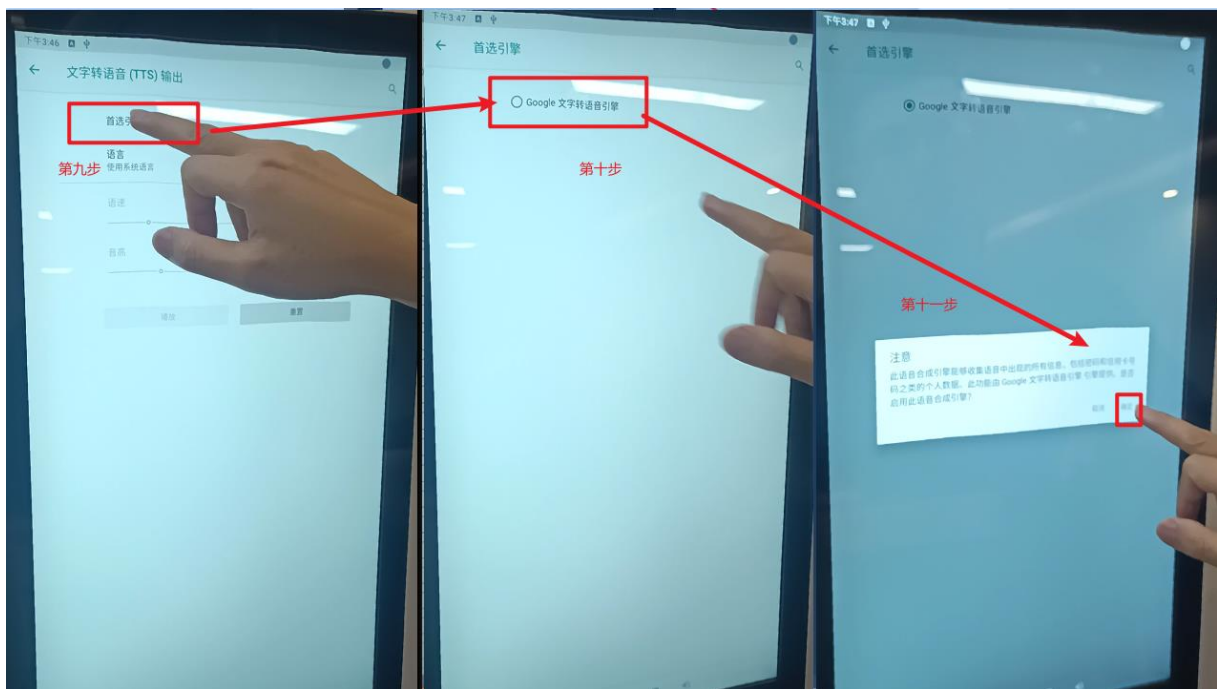 下午3:46
文字转语音 (TTS) 输出
首选
第九步
语言
使用系统语言
语速
音高
播放
重置
下午3:47
首选引擎
Google 文字转语音引擎
第十步
下午3:47
首选引擎
Google 文字转语音引擎
第十一步
注意
此语音合成引擎能够收集语音中出现的所有信息，包括密码和信用卡号
码之类的个人数据。此功能由 Google 文字转语音引擎 引擎提供。是否
启用此语音合成引擎？
取消